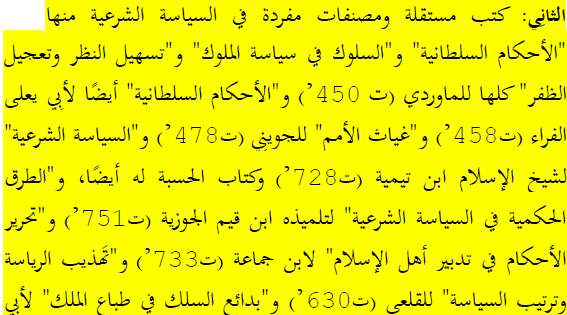 الثاني: كتب مستقلة ومصنفات مفردة في السياسة الشرعية منها
"الأحكام السلطانية" و"السلوك في سياسة الملوك" و"تسهيل النظر وتعجيل
الظفر" كلها للماوردي (ت 450’) و"الأحكام السلطانية" أيضًا لأبي يعلى
الفراء (ت458’) و"غياث الأمم" للجويني (ت478’) و"السياسة الشرعية"
لشيخ الإسلام ابن تيمية (ت728’) وكتاب الحسبة له أيضًا، و"الطرق
الحكمية في السياسة الشرعية" لتلميذه ابن قيم الجوزية (ت751’) و"تحرير
الأحكام في تدبير أهل الإسلام" لابن جماعة (ت733’) و"تَهذيب الرياسة
وترتيب السياسة" للقلعي (ت630’) و"بدائع السلك في طباع الملك" لأبي